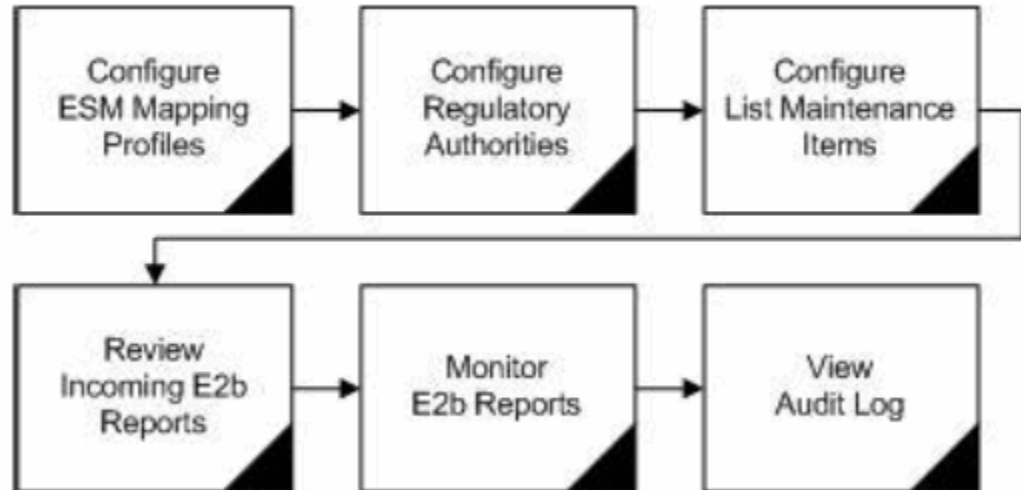 Configure
ESM Mapping
Profiles
Configure
Regulatory
Authorities
Configure
List Maintenance
Items
Review
Incoming E2b
Reports
Monitor
E2b Reports
View
Audit Log